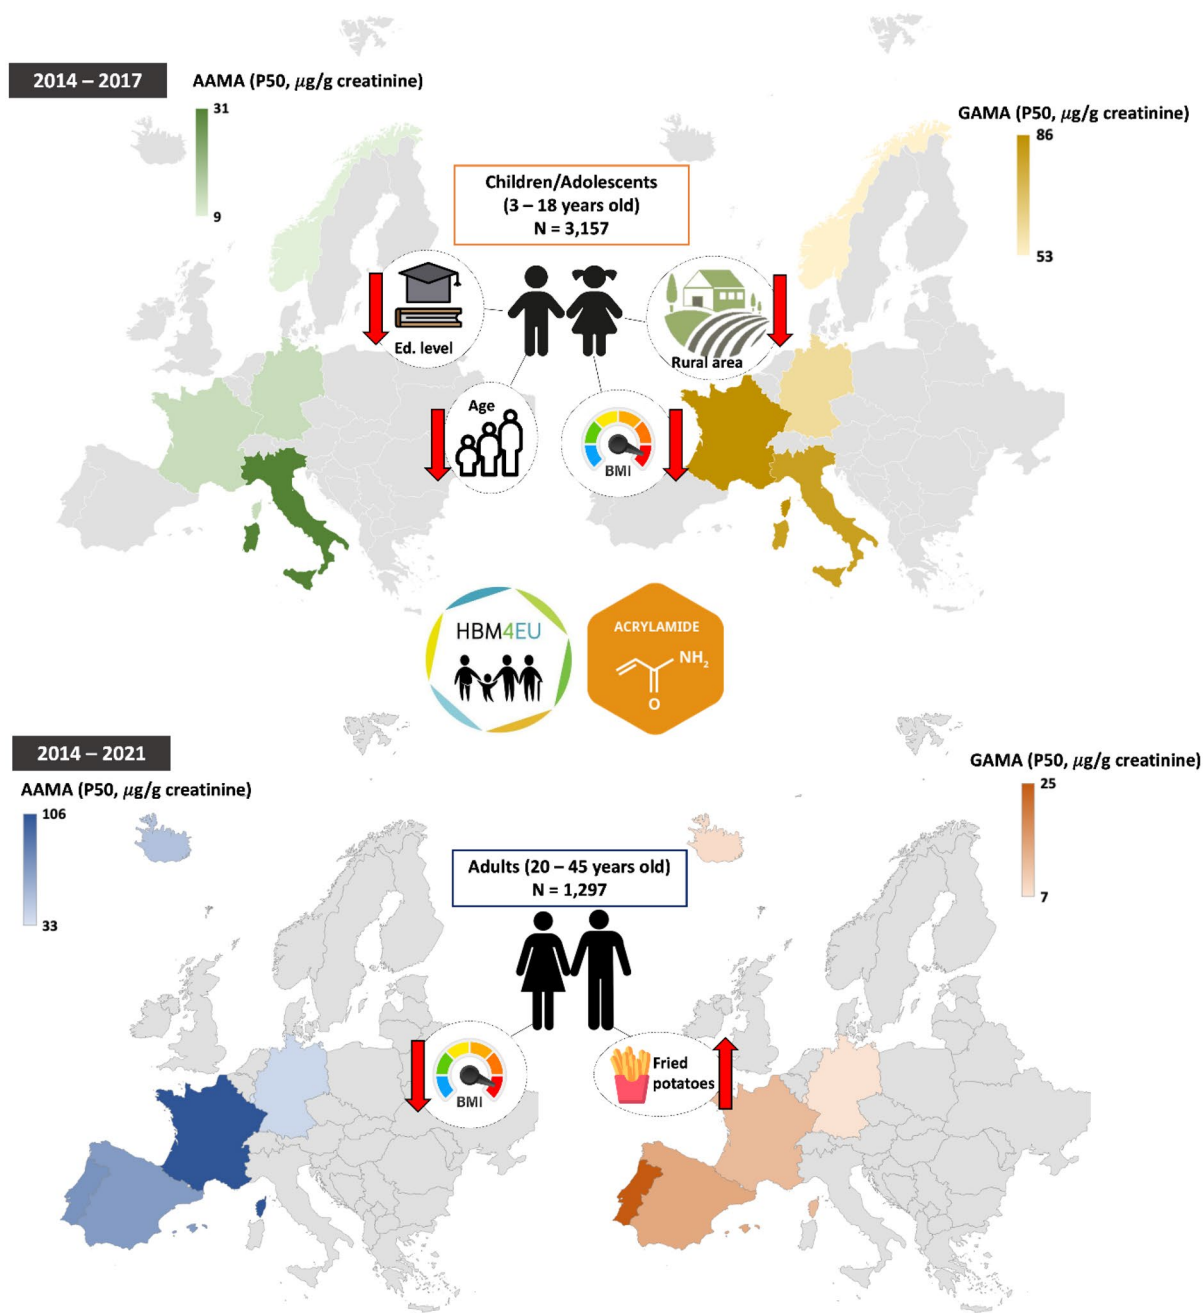 2014 – 2017
AAMA (P50, μg/g creatinine)
31
9
GAMA (P50, μg/g creatinine)
86
53
Children/Adolescents
(3 – 18 years old)
N = 3,157
Ed. level
Rural area
Age
BMI
HBM4EU
ACRYLAMIDE
NH₂
O
2014 – 2021
AAMA (P50, μg/g creatinine)
106
33
GAMA (P50, μg/g creatinine)
25
7
Adults (20 – 45 years old)
N = 1,297
BMI
Fried
potatoes